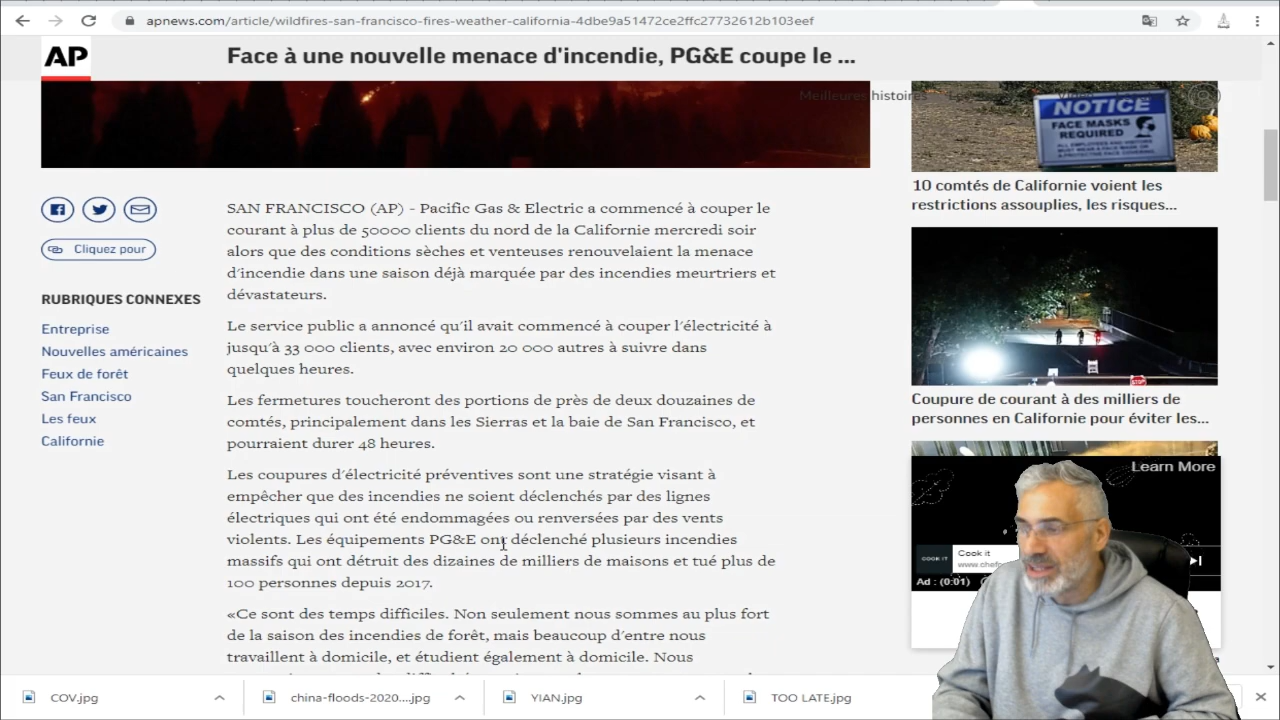 apnews.com/article/wildfires-san-francisco-fires-weather-california-4dbe9a51472ce2ffc27732612b103eef
AP
Face à une nouvelle menace d'incendie, PG&E coupe le ...
Meilleures histoires
NOTICE
FACE MASKS
REQUIRED
10 comtés de Californie voient les
restrictions assouplies, les risques...
Cliquez pour
RUBRIQUES CONNEXES
Entreprise
Nouvelles américaines
Feux de forêt
San Francisco
Les feux
Californie
SAN FRANCISCO (AP) - Pacific Gas & Electric a commencé à couper le
courant à plus de 50000 clients du nord de la Californie mercredi soir
alors que des conditions sèches et venteuses renouvelaient la menace
d'incendie dans une saison déjà marquée par des incendies meurtriers et
dévastateurs.
Le service public a annoncé qu'il avait commencé à couper l'électricité à
jusqu'à 33 000 clients, avec environ 20 000 autres à suivre dans
quelques heures.
Les fermetures toucheront des portions de près de deux douzaines de
comtés, principalement dans les Sierras et la baie de San Francisco, et
pourraient durer 48 heures.
Les coupures d'électricité préventives sont une stratégie visant à
empêcher que des incendies ne soient déclenchés par des lignes
électriques qui ont été endommagées ou renversées par des vents
violents. Les équipements PG&E ont déclenché plusieurs incendies
massifs qui ont détruit des dizaines de milliers de maisons et tué plus de
100 personnes depuis 2017.
«Ce sont des temps difficiles. Non seulement nous sommes au plus fort
de la saison des incendies de forêt, mais beaucoup d'entre nous
travaillent à domicile, et étudient également à domicile. Nous
Coupure de courant à des milliers de
personnes en Californie pour éviter les...
Learn More
COOK IT
Cook it
Ad : (0:01)
COV.jpg
china-floods-2020....jpg
YIAN.jpg
TOO LATE.jpg